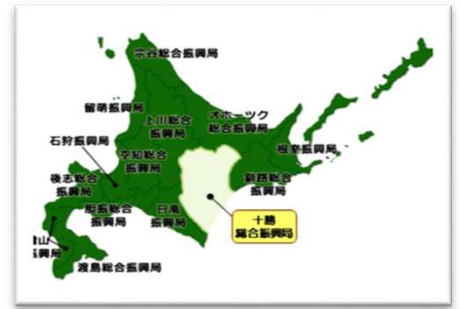 宗谷総合振興局
留萌振興局
オホーツク
総合振興局
上川総合
振興局
石狩振興局
根室振興局
空知総合
振興局
後志総合
振興局
釧路総合
振興局
胆振総合
振興局
日高
振興局
十勝
総合振興局
山
興局
渡島総合振興局